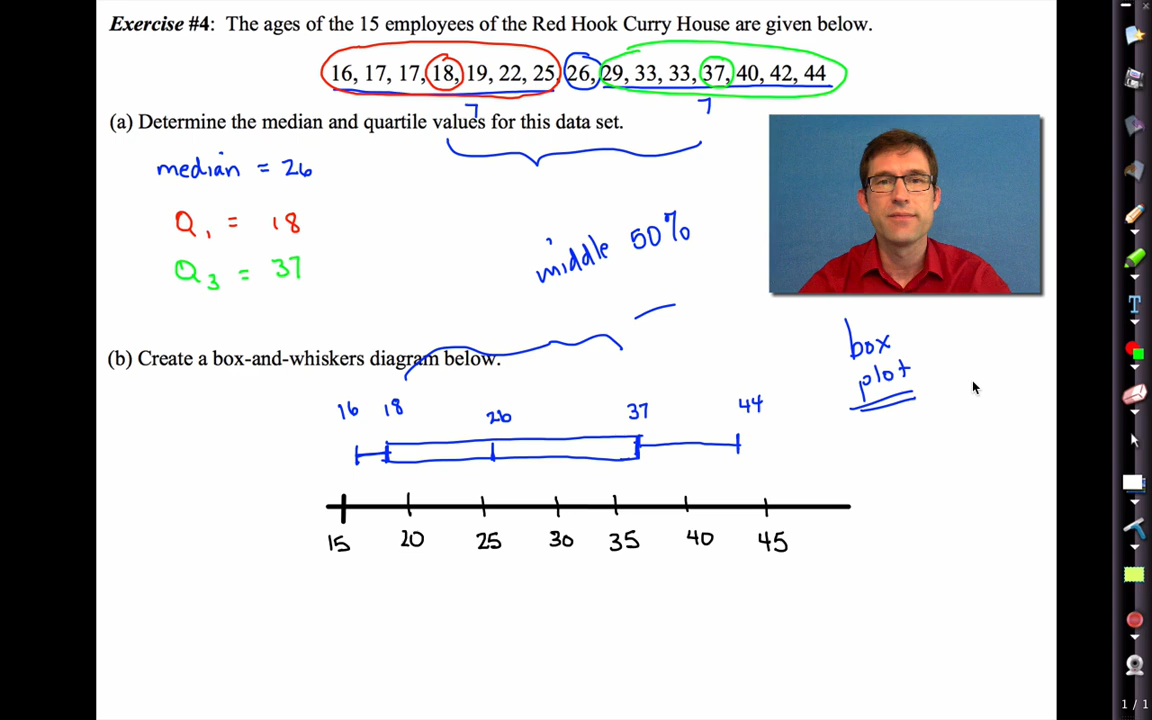 Exercise #4: The ages of the 15 employees of the Red Hook Curry House are given below.
16, 17, 17, 18, 19, 22, 25, 26, 29, 33, 33, 37, 40, 42, 44
7 7
(a) Determine the median and quartile values for this data set.
median = 26
Q1 = 18
middle 50%
Q3 = 37
box
(b) Create a box-and-whiskers diagram below.
plot
16 18 26 37 44
15 20 25 30 35 40 45
T
1 / 1